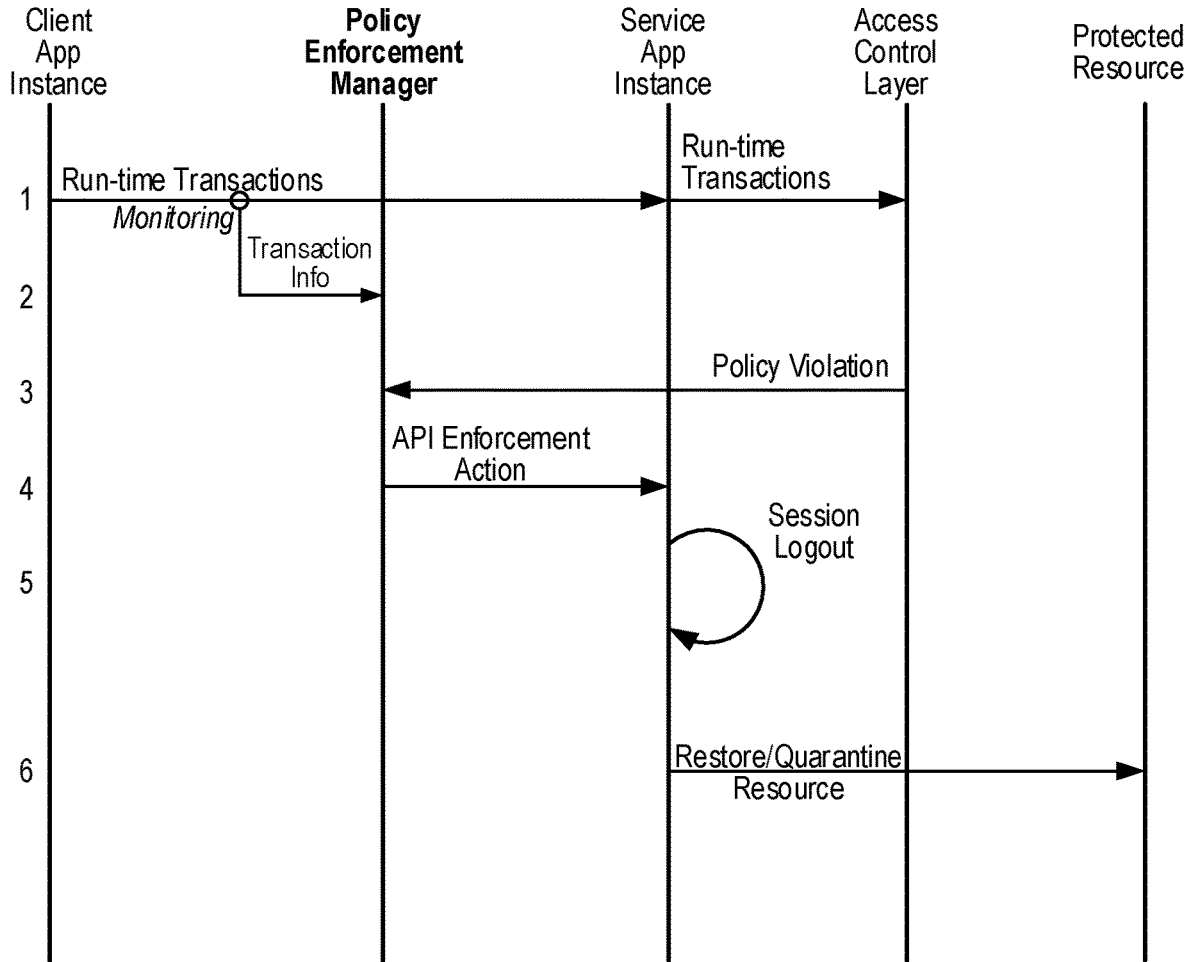 Client
App
Instance
Policy
Enforcement
Manager
Service
App
Instance
Access
Control
Layer
Protected
Resource
1
Run-time Transactions
Monitoring
Run-time
Transactions
2
Transaction
Info
3
Policy Violation
4
API Enforcement
Action
5
Session
Logout
6
Restore/Quarantine
Resource